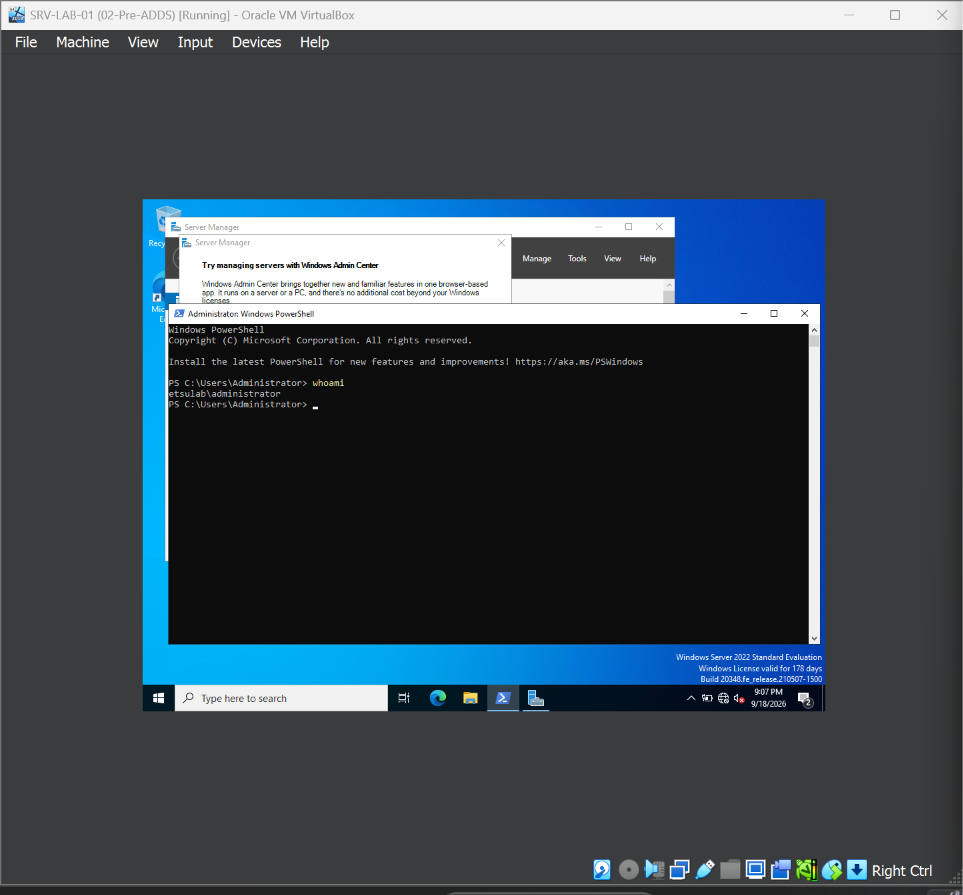 SRV-LAB-01 (02-Pre-ADDS) [Running] - Oracle VM VirtualBox
File Machine View Input Devices Help
Recy
Server Manager
Server Manager
Manage Tools View Help
Try managing servers with Windows Admin Center
Windows Admin Center brings together new and familiar features in one browser-based
app. It runs on a server or a PC, and there's no additional cost beyond your Windows
licenses
Mic
E
Administrator: Windows PowerShell
Windows PowerShell
Copyright (C) Microsoft Corporation. All rights reserved.
Install the latest PowerShell for new features and improvements! https://aka.ms/PSWindows
PS C:\Users\Administrator> whoami
etsulab\administrator
PS C:\Users\Administrator>
Windows Server 2022 Standard Evaluation
Windows License valid for 178 days
Build 20348.fe_release.210507-1500
Type here to search
9:07 PM
9/18/2026
2
Right Ctrl